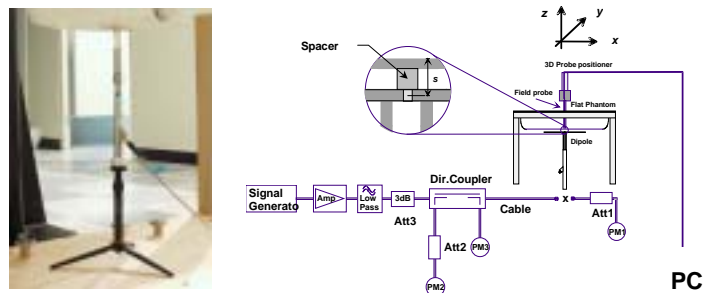 z
y
x
Spacer
s
3D Probe positioner
Field probe
Flat Phantom
Dipole
Signal
Generato
Amp
Low
Pass
3dB
Att3
Dir.Coupler
Cable
x
Att1
PM1
Att2
PM3
PM2
PC